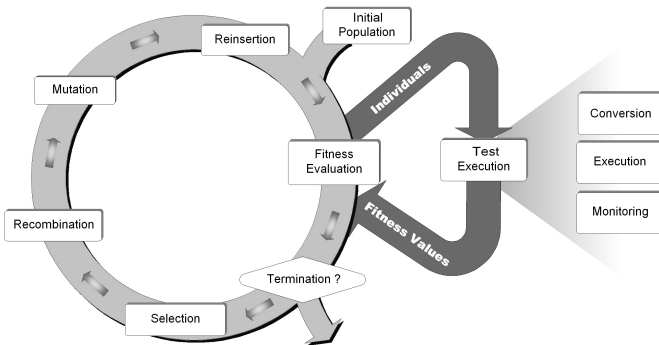 Initial
Population
Reinsertion
Mutation
Individuals
Conversion
Fitness
Evaluation
Test
Execution
Execution
Recombination
Fitness Values
Monitoring
Termination ?
Selection